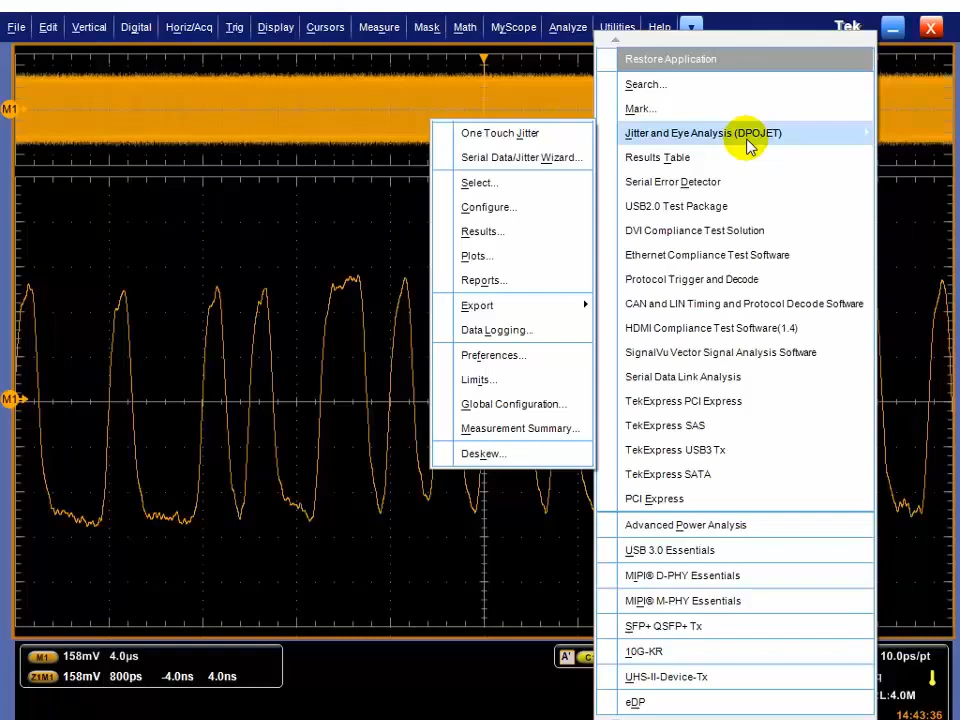 File Edit Vertical Digital Horiz/Acq Trig Display Cursors Measure Mask Math MyScope Analyze Utilities Help Tek X
Restore Application
Search...
Mark...
Jitter and Eye Analysis (DPOJET)
Results Table
Serial Error Detector
USB2.0 Test Package
DVI Compliance Test Solution
Ethernet Compliance Test Software
Protocol Trigger and Decode
CAN and LIN Timing and Protocol Decode Software
HDMI Compliance Test Software(1.4)
SignalVu Vector Signal Analysis Software
Serial Data Link Analysis
TekExpress PCI Express
TekExpress SAS
TekExpress USB3 Tx
TekExpress SATA
PCI Express
Advanced Power Analysis
USB 3.0 Essentials
MIPI® D-PHY Essentials
MIPI® M-PHY Essentials
SFP+ QSFP+ Tx
10G-KR
UHS-II-Device-Tx
eDP
One Touch Jitter
Serial Data/Jitter Wizard...
Select...
Configure...
Results...
Plots...
Reports...
Export
Data Logging...
Preferences...
Limits...
Global Configuration...
Measurement Summary...
Deskew...
M1
M1
M1 158mV 4.0µs
Z1M1 158mV 800ps -4.0ns 4.0ns
A'
10.0ps/pt
L:4.0M
14:43:36